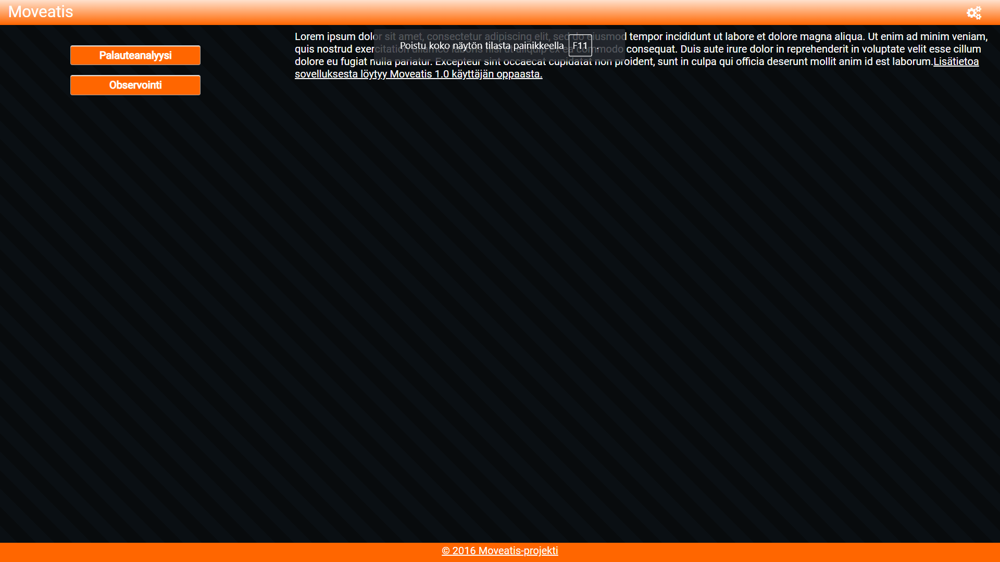 Moveatis
Palauteanalyysi
Observointi
Lorem ipsum dolor sit amet, consectetur adipiscing elit, sed do eiusmod tempor incididunt ut labore et dolore magna aliqua. Ut enim ad minim veniam,
quis nostrud exercitation ullamco laboris nisi ut aliquip ex ea commodo consequat. Duis aute irure dolor in reprehenderit in voluptate velit esse cillum
dolore eu fugiat nulla pariatur. Excepteur sint occaecat cupidatat non proident, sunt in culpa qui officia deserunt mollit anim id est laborum.Lisätietoa
sovelluksesta löytyy Moveatis 1.0 käyttäjän oppaasta.
Poistu koko näytön tilasta painikkeella F11 .
© 2016 Moveatis-projekti